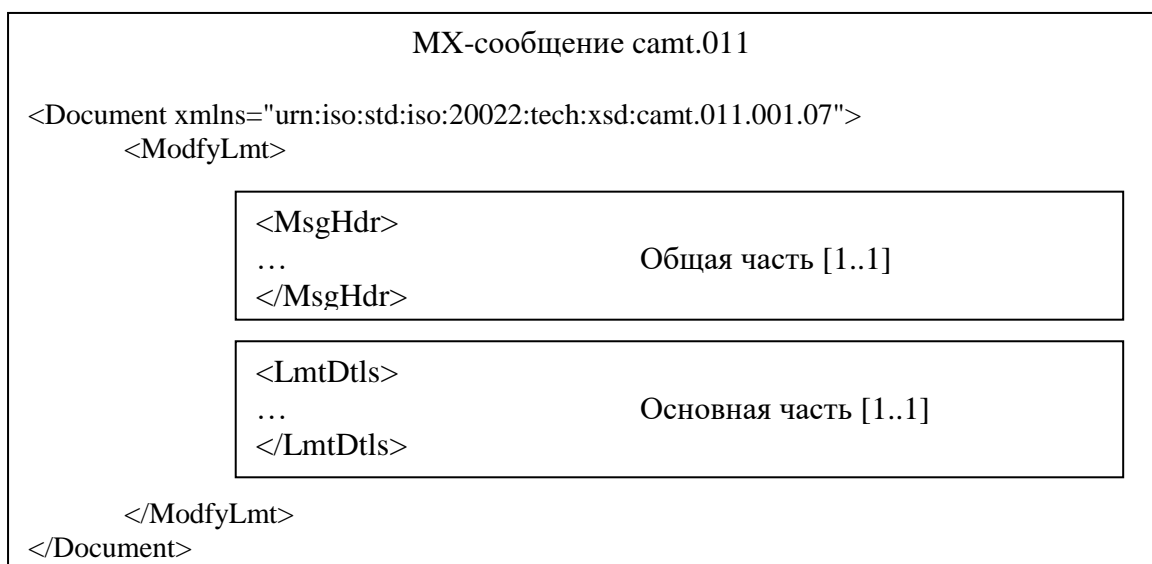 МХ-сообщение camt.011
<Document xmlns="urn:iso:std:iso:20022:tech:xsd:camt.011.001.07">
<ModfyLmt>
<MsgHdr>
… Общая часть [1..1]
</MsgHdr>
<LmtDtls>
… Основная часть [1..1]
</LmtDtls>
</ModfyLmt>
</Document>